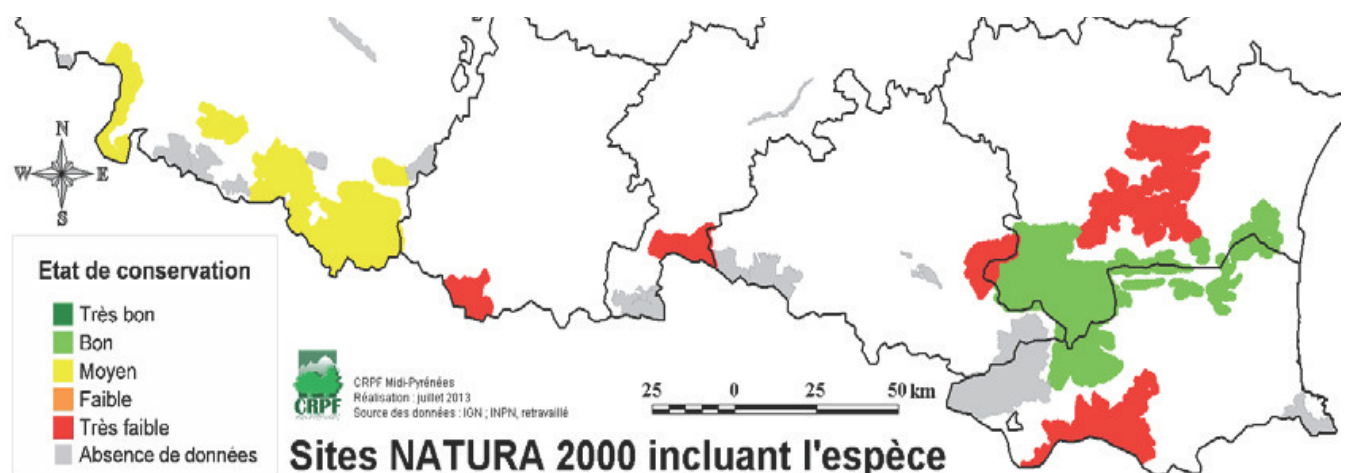 N
W E
S
Etat de conservation
Très bon
Bon
Moyen
Faible
Très faible
Absence de données
CRPF
CRPF Midi-Pyrénées
Réalisation : juillet 2013
Source des données : IGN ; INPN, retravaillé
25 0 25 50 km
Sites NATURA 2000 incluant l'espèce